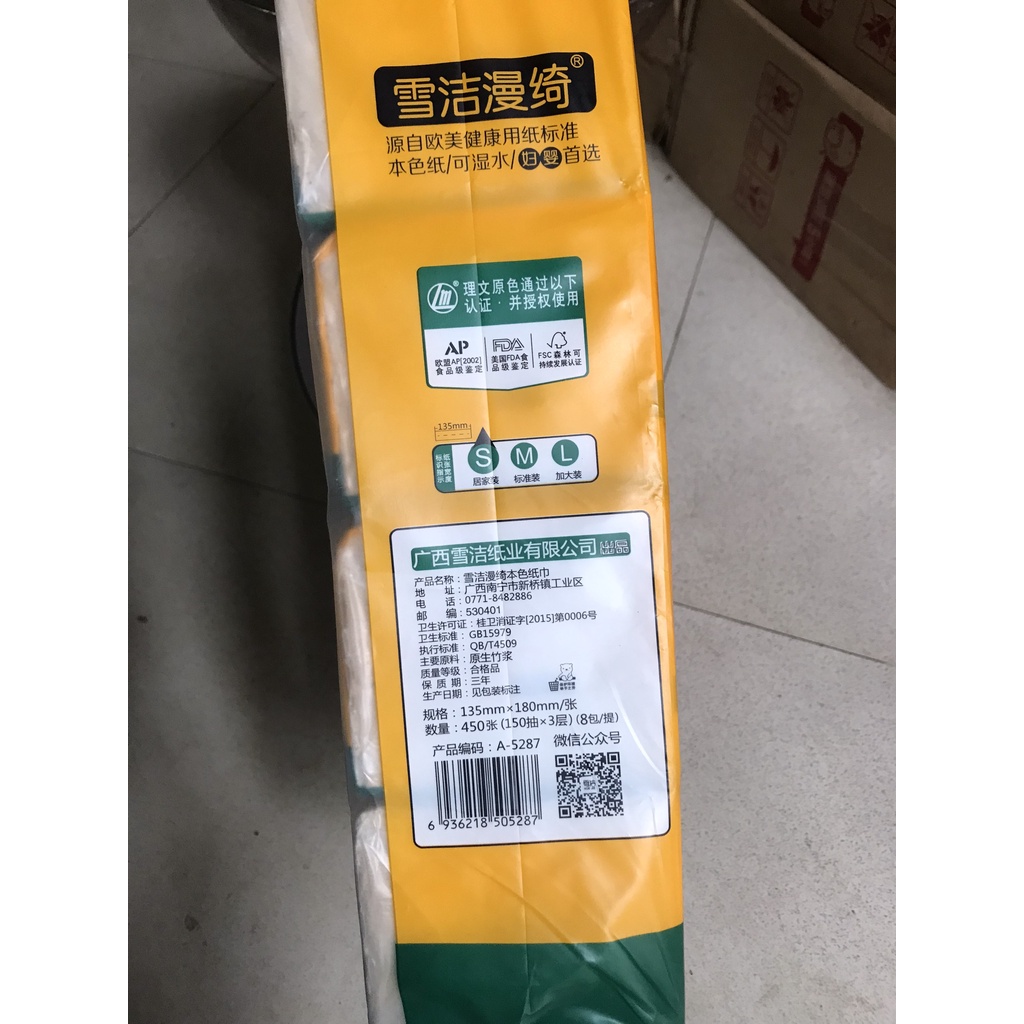 雪洁漫绮®
源自欧美健康用纸标准
本色纸/可湿水/妇婴首选
理文原色通过以下
认证·并授权使用
AP
欧盟AP[2002]
食品级鉴定
FDA
美国FDA食
品级鉴定
FSC森林可
持续发展认证
135mm
纸张宽度
标识指示
S M L
居家装 标准装 加大装
广西雪洁纸业有限公司 出品
产品名称：雪洁漫绮本色纸巾
地 址：广西南宁市新桥镇工业区
电 话：0771-8482886
邮 编：530401
卫生许可证：桂卫消证字[2015]第0006号
卫生标准：GB15979
执行标准：QB/T4509
主要原料：原生竹浆
质量等级：合格品
保 质 期：三年
生产日期：见包装标注
规格：135mm×180mm/张
数量：450张（150抽×3层）（8包/提）
产品编码：A-5287 微信公众号
6 936218 505287